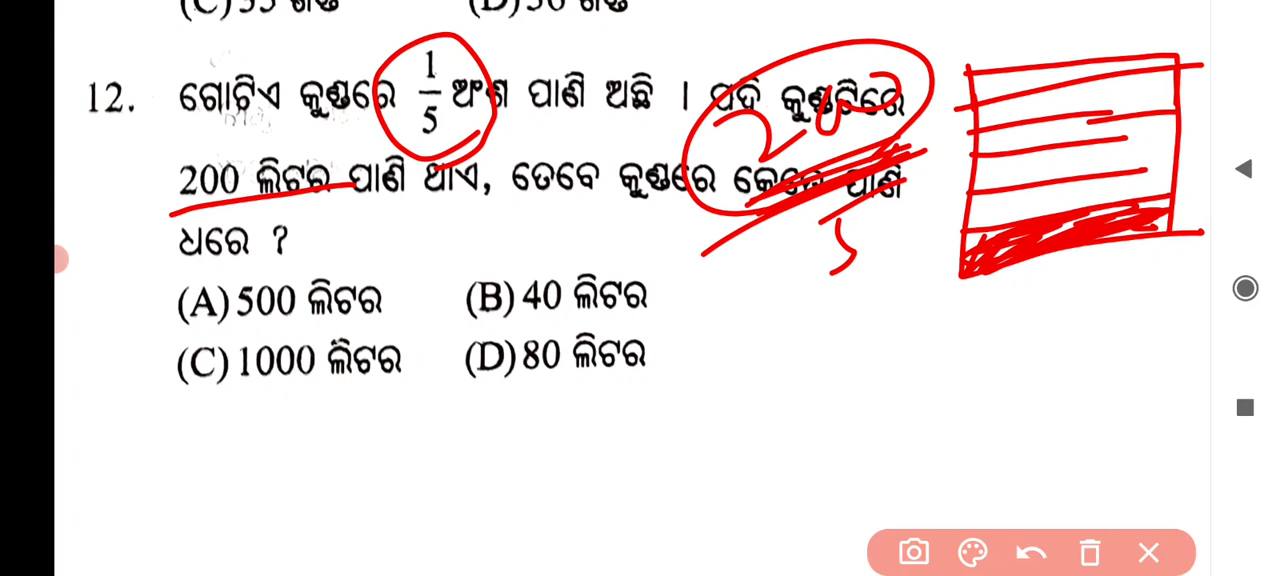 12. ଗୋଟିଏ କୁଣ୍ଡରେ 1/5 ଅଂଶ ପାଣି ଅଛି । ଯଦି କୁଣ୍ଡଟିରେ
200 ଲିଟର ପାଣି ଥାଏ, ତେବେ କୁଣ୍ଡରେ କେତେ ପାଣି
ଧରେ ?
(A) 500 ଲିଟର (B) 40 ଲିଟର
(C) 1000 ଲିଟର (D) 80 ଲିଟର